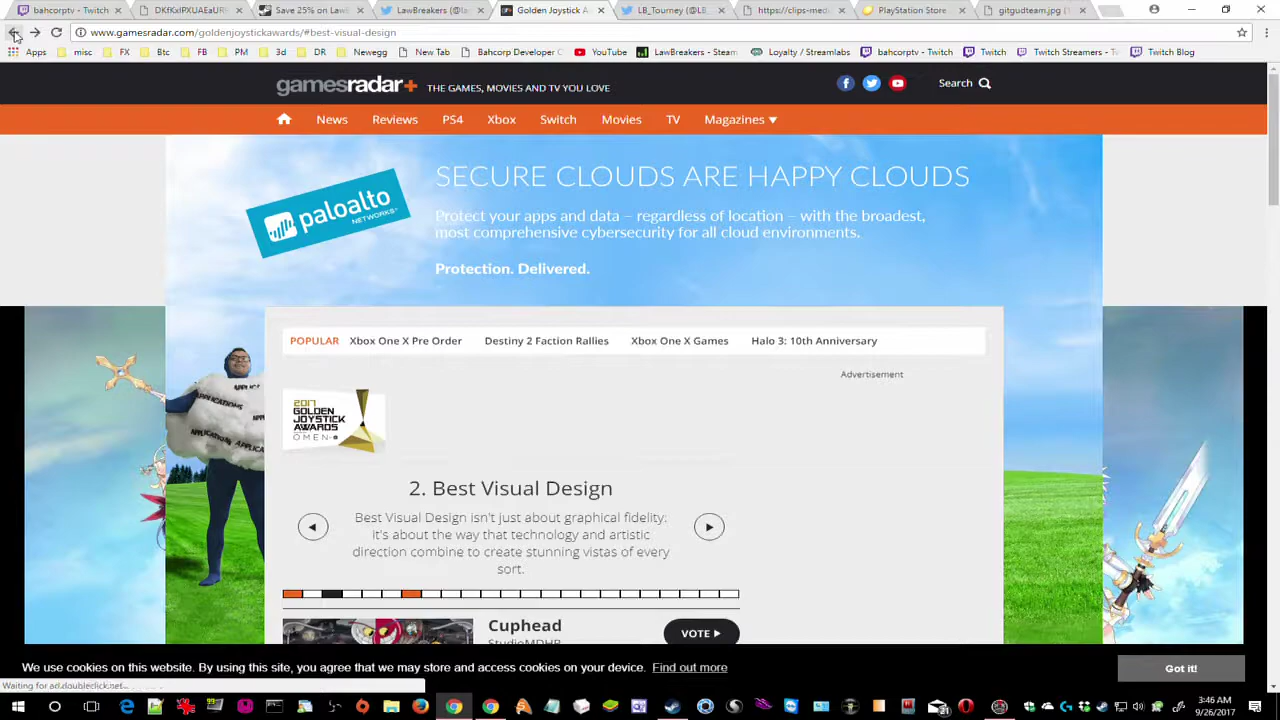 bahcorptv - Twitch
DKfKxIPXUAEaUR
Save 25% on Law
LawBreakers (@L
Golden Joystick A
LB_Tourney (@LB
https://clips-med
PlayStation Store
gitgudteam.jpg (1
www.gamesradar.com/goldenjoystickawards/#best-visual-design
Apps misc FX Btc FB PM 3d DR Newegg New Tab Bahcorp Developer C YouTube LawBreakers - Steam Loyalty / Streamlabs bahcorptv - Twitch Twitch Streamers - T Twitch Blog
gamesradar+ THE GAMES, MOVIES AND TV YOU LOVE
Search
News Reviews PS4 Xbox Switch Movies TV Magazines
paloalto
NETWORKS
SECURE CLOUDS ARE HAPPY CLOUDS
Protect your apps and data – regardless of location – with the broadest,
most comprehensive cybersecurity for all cloud environments.
Protection. Delivered.
POPULAR Xbox One X Pre Order Destiny 2 Faction Rallies Xbox One X Games Halo 3: 10th Anniversary
Advertisement
2017
GOLDEN
JOYSTICK
AWARDS
OMEN
APPLICATIONS
2. Best Visual Design
Best Visual Design isn't just about graphical fidelity:
it's about the way that technology and artistic
direction combine to create stunning vistas of every
sort.
Cuphead
StudioMDHR
VOTE
We use cookies on this website. By using this site, you agree that we may store and access cookies on your device. Find out more
Got it!
Waiting for ad.doubleclick.net...
3:46 AM
9/26/2017